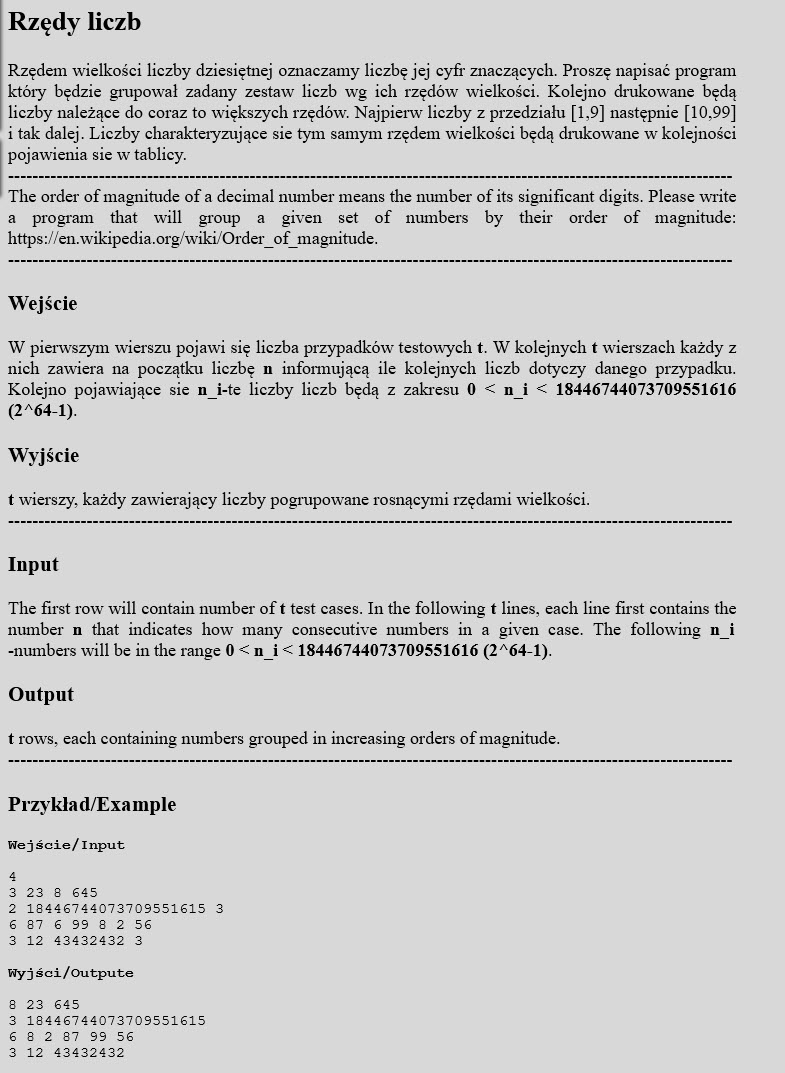 Rzędy liczb
Rzędem wielkości liczby dziesiętnej oznaczamy liczbę jej cyfr znaczących. Proszę napisać program
który będzie grupował zadany zestaw liczb wg ich rzędów wielkości. Kolejno drukowane będą
liczby należące do coraz to większych rzędów. Najpierw liczby z przedziału [1,9] następnie [10,99]
i tak dalej. Liczby charakteryzujące sie tym samym rzędem wielkości będą drukowane w kolejności
pojawienia sie w tablicy.
------------------------------------------------------------------------------------------------------------------------
The order of magnitude of a decimal number means the number of its significant digits. Please write
a program that will group a given set of numbers by their order of magnitude:
https://en.wikipedia.org/wiki/Order_of_magnitude.
------------------------------------------------------------------------------------------------------------------------
Wejście
W pierwszym wierszu pojawi się liczba przypadków testowych t. W kolejnych t wierszach każdy z
nich zawiera na początku liczbę n informującą ile kolejnych liczb dotyczy danego przypadku.
Kolejno pojawiające sie n_i-te liczby liczb będą z zakresu 0 < n_i < 18446744073709551616
(2^64-1).
Wyjście
t wierszy, każdy zawierający liczby pogrupowane rosnącymi rzędami wielkości.
------------------------------------------------------------------------------------------------------------------------
Input
The first row will contain number of t test cases. In the following t lines, each line first contains the
number n that indicates how many consecutive numbers in a given case. The following n_i
-numbers will be in the range 0 < n_i < 18446744073709551616 (2^64-1).
Output
t rows, each containing numbers grouped in increasing orders of magnitude.
------------------------------------------------------------------------------------------------------------------------
Przykład/Example
Wejście/Input
4
3 23 8 645
2 18446744073709551615 3
6 87 6 99 8 2 56
3 12 43432432 3
Wyjści/Outpute
8 23 645
3 18446744073709551615
6 8 2 87 99 56
3 12 43432432